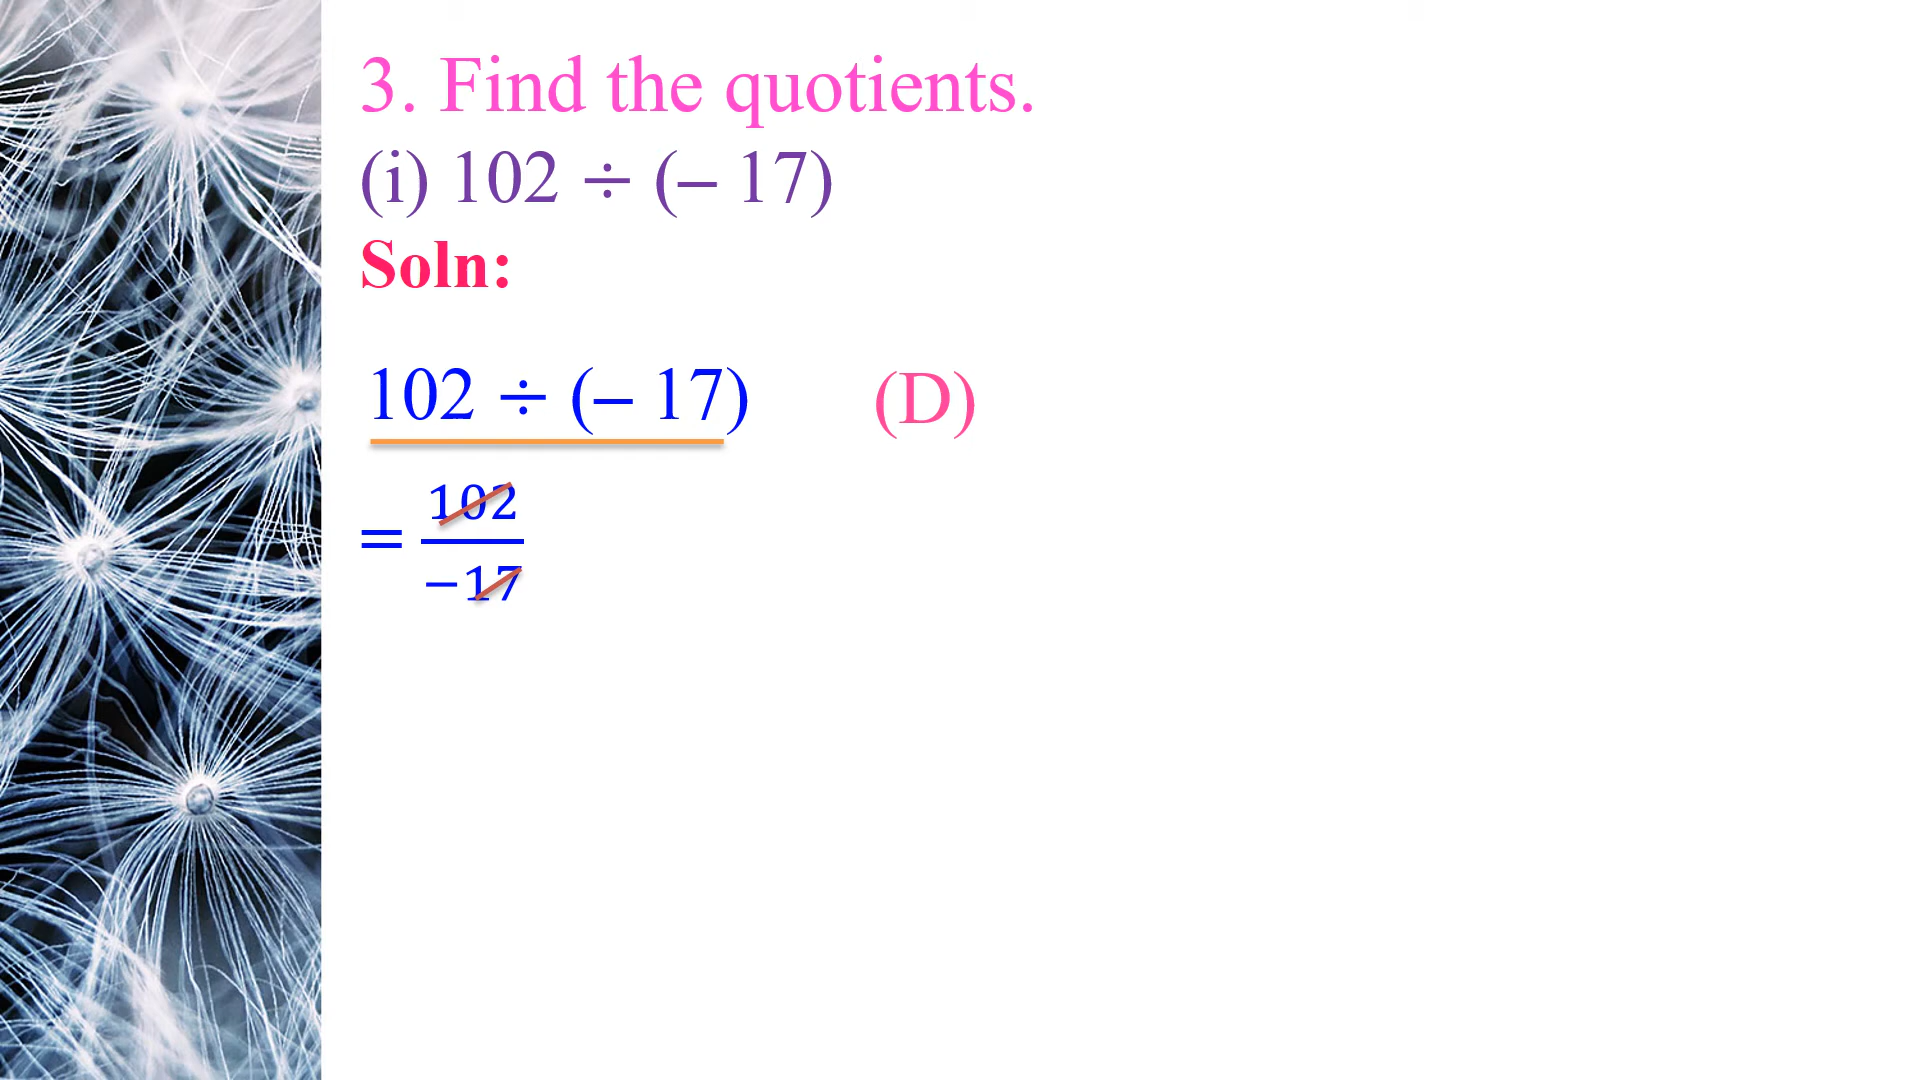 3. Find the quotients.
(i) 102 ÷ (– 17)
Soln:
102 ÷ (– 17) (D)
= 102/−17